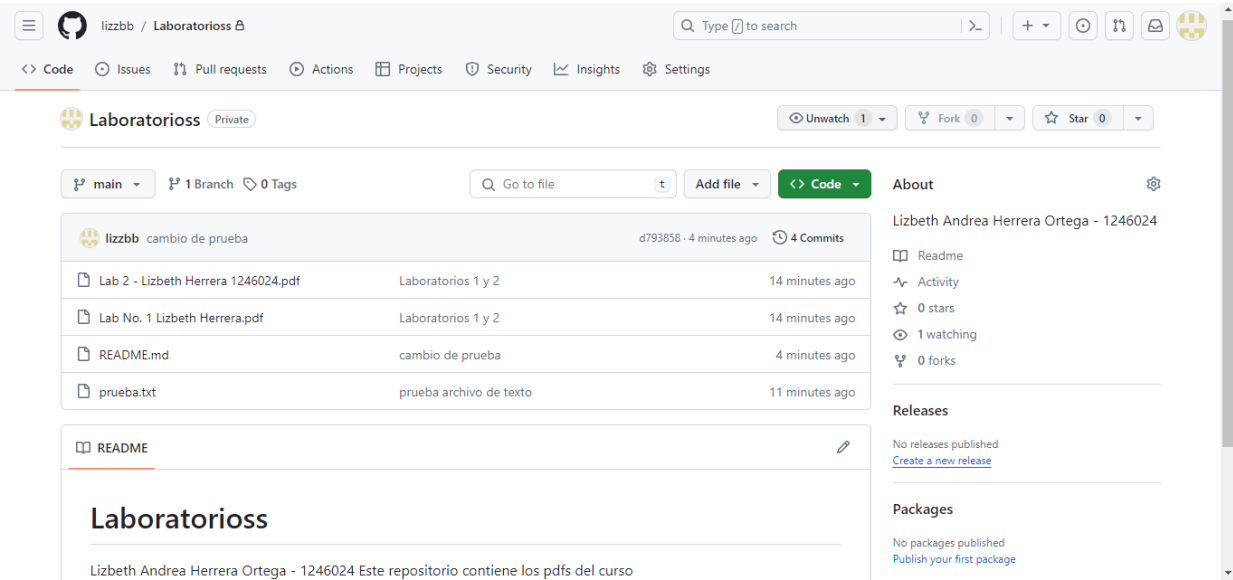 lizzbb / Laboratorioss
Type / to search
Code Issues Pull requests Actions Projects Security Insights Settings
Laboratorioss Private
Unwatch 1 Fork 0 Star 0
main 1 Branch 0 Tags
Go to file t Add file Code
lizzbb cambio de prueba d793858 · 4 minutes ago 4 Commits
Lab 2 - Lizbeth Herrera 1246024.pdf Laboratorios 1 y 2 14 minutes ago
Lab No. 1 Lizbeth Herrera.pdf Laboratorios 1 y 2 14 minutes ago
README.md cambio de prueba 4 minutes ago
prueba.txt prueba archivo de texto 11 minutes ago
README
Laboratorioss
Lizbeth Andrea Herrera Ortega - 1246024 Este repositorio contiene los pdfs del curso
About
Lizbeth Andrea Herrera Ortega - 1246024
Readme
Activity
0 stars
1 watching
0 forks
Releases
No releases published
Create a new release
Packages
No packages published
Publish your first package